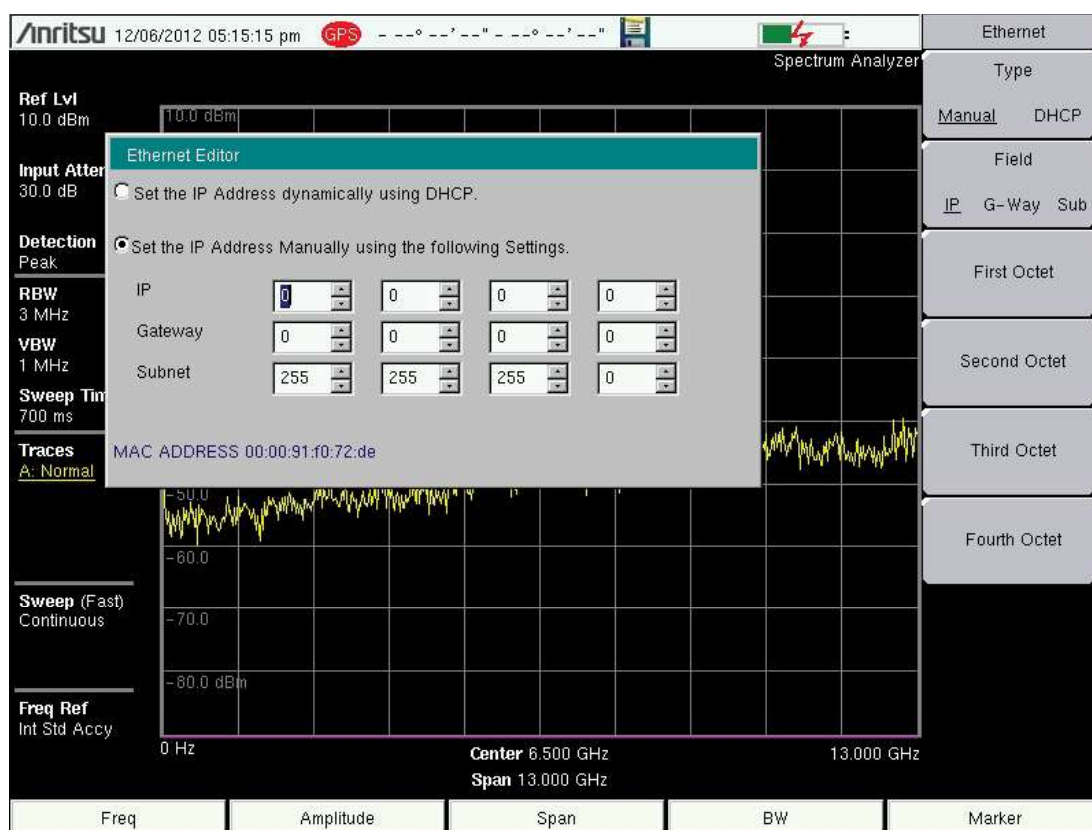 Anritsu 12/06/2012 05:15:15 pm GPS - --° --'--" - --° --'--"
Spectrum Analyzer
Ref Lvl
10.0 dBm
Input Atten
30.0 dB
Detection
Peak
RBW
3 MHz
VBW
1 MHz
Sweep Tim
700 ms
Traces
A: Normal
Sweep (Fast)
Continuous
Freq Ref
Int Std Accy
10.0 dBm
Ethernet Editor
Set the IP Address dynamically using DHCP.
Set the IP Address Manually using the following Settings.
IP 0 0 0 0
Gateway 0 0 0 0
Subnet 255 255 255 0
MAC ADDRESS 00:00:91:f0:72:de
-50.0
-60.0
-70.0
-80.0 dBm
0 Hz
Center 6.500 GHz
13.000 GHz
Span 13.000 GHz
Ethernet
Type
Manual DHCP
Field
IP G-Way Sub
First Octet
Second Octet
Third Octet
Fourth Octet
Freq
Amplitude
Span
BW
Marker